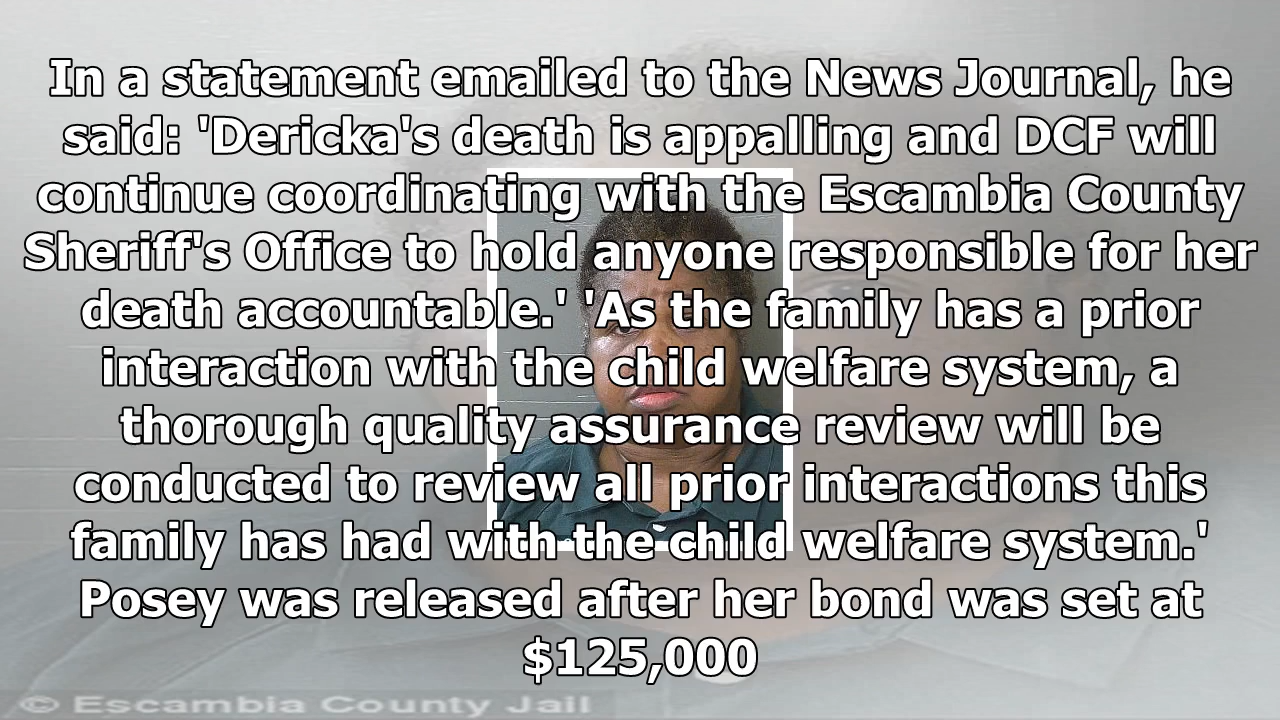 In a statement emailed to the News Journal, he
said: 'Dericka's death is appalling and DCF will
continue coordinating with the Escambia County
Sheriff's Office to hold anyone responsible for her
death accountable.' 'As the family has a prior
interaction with the child welfare system, a
thorough quality assurance review will be
conducted to review all prior interactions this
family has had with the child welfare system.'
Posey was released after her bond was set at
$125,000
© Escambia County Jail